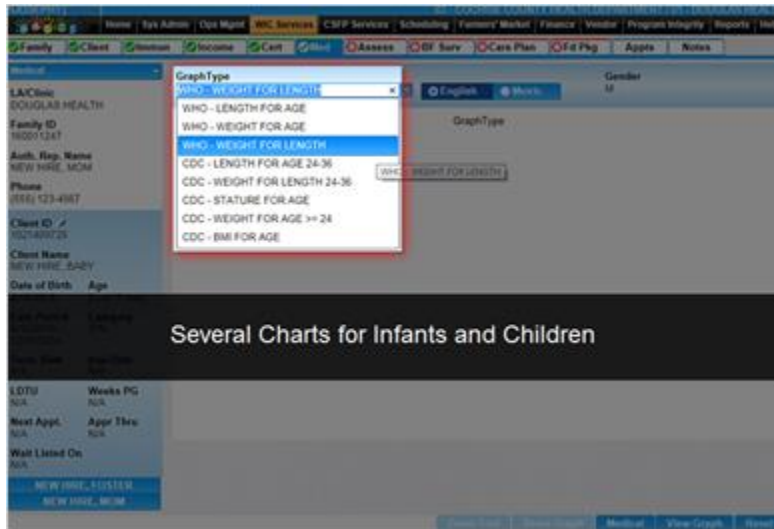 COCHISE COUNTY HEALTH DEPARTMENT
Home Sys Admin Ops Mgmt WIC Services CSFP Services Scheduling Farmers' Market Finance Vendor Program Integrity Reports
Family Client Immun Income Cert Med Assess BF Surv Care Plan Fd Pkg Appts Notes
Medical
GraphType
WHO - WEIGHT FOR LENGTH
English
Metric
Gender
M
WHO - LENGTH FOR AGE
WHO - WEIGHT FOR AGE
WHO - WEIGHT FOR LENGTH
CDC - LENGTH FOR AGE 24-36
CDC - WEIGHT FOR LENGTH 24-36
CDC - STATURE FOR AGE
CDC - WEIGHT FOR AGE >= 24
CDC - BMI FOR AGE
GraphType
WHO - WEIGHT FOR LENGTH
LA/Clinic
DOUGLAS HEALTH
Family ID
Auth. Rep. Name
NEW HIRE, MOM
Phone
(555) 123-4567
Client ID
Client Name
NEW HIRE, BABY
Date of Birth Age
Several Charts for Infants and Children
LDTU Weeks PG
N/A N/A
Next Appt. Appt Thru
N/A N/A
Wait Listed On
N/A
NEW HIRE, FOSTER
NEW HIRE, MOM
Medical View Graph